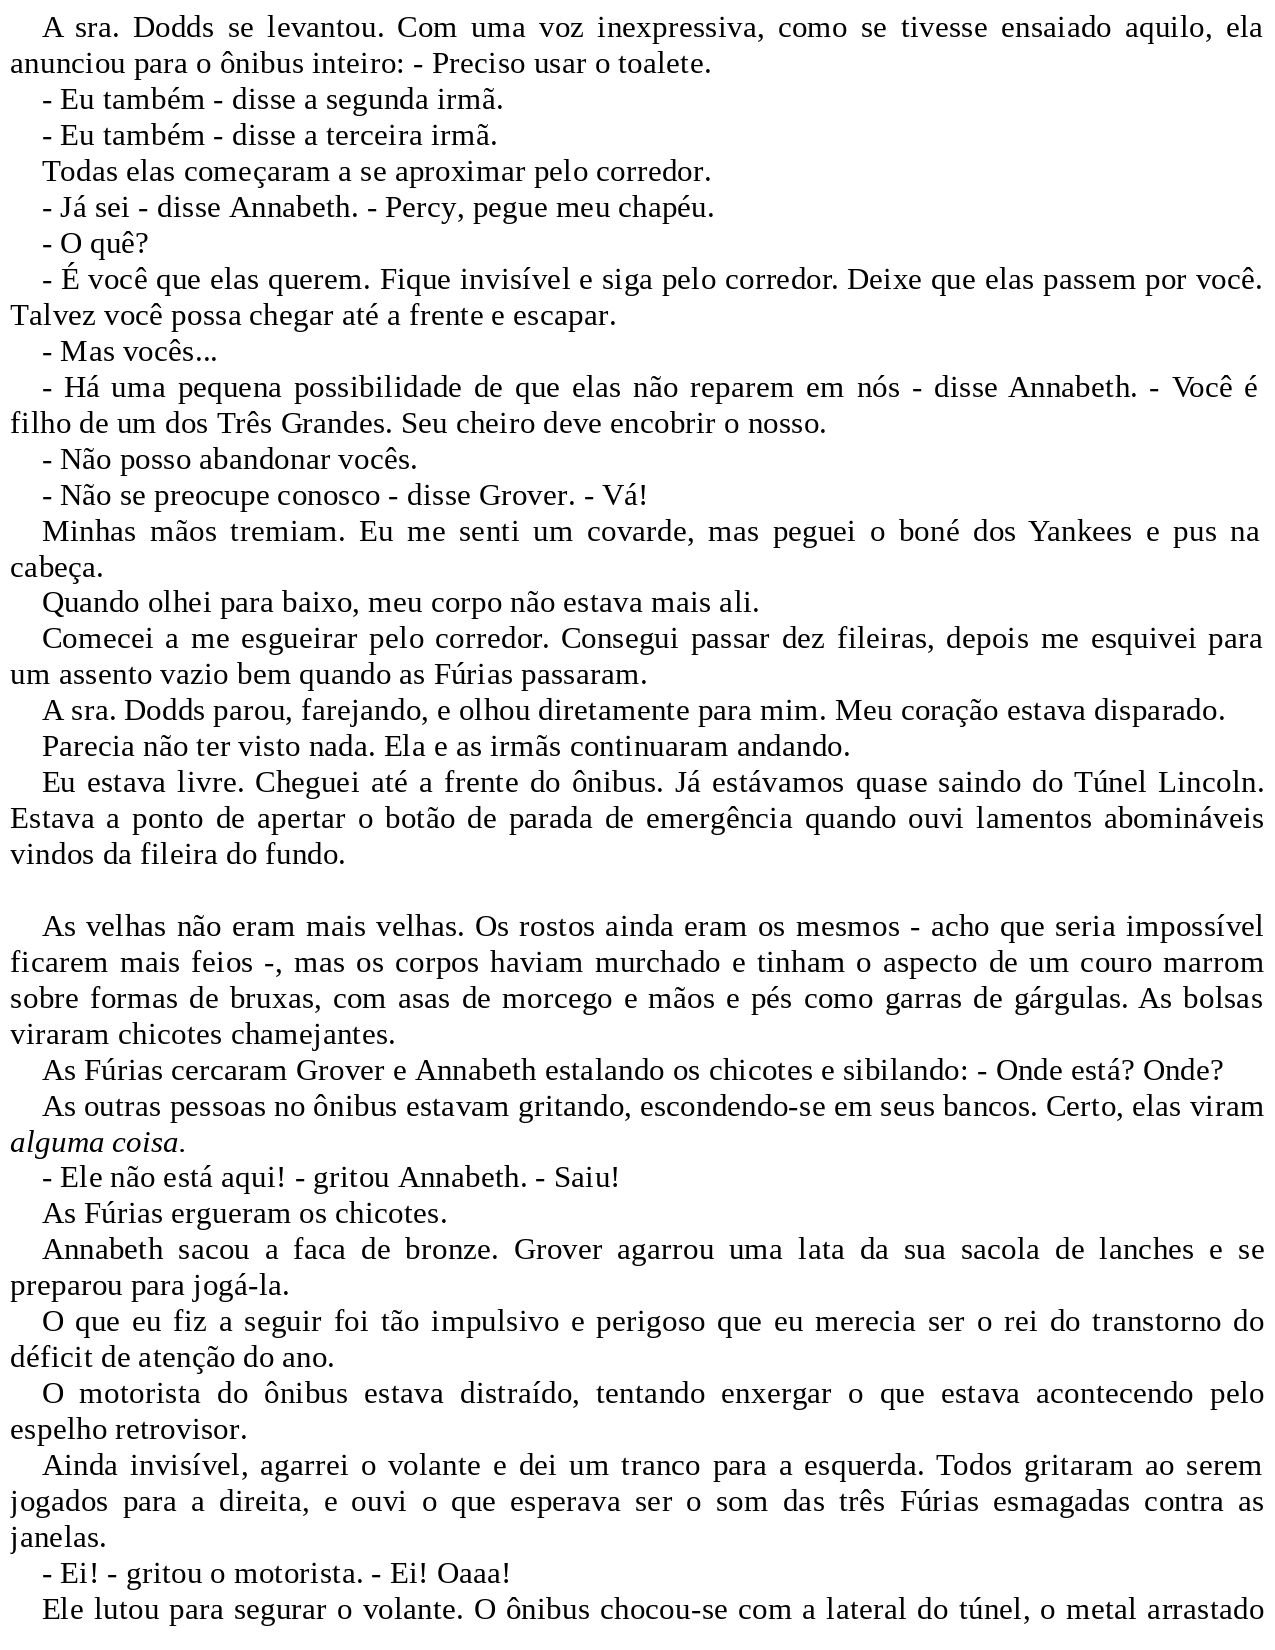 A sra. Dodds se levantou. Com uma voz inexpressiva, como se tivesse ensaiado aquilo, ela
anunciou para o ônibus inteiro: - Preciso usar o toalete.
- Eu também - disse a segunda irmã.
- Eu também - disse a terceira irmã.
Todas elas começaram a se aproximar pelo corredor.
- Já sei - disse Annabeth. - Percy, pegue meu chapéu.
- O quê?
- É você que elas querem. Fique invisível e siga pelo corredor. Deixe que elas passem por você.
Talvez você possa chegar até a frente e escapar.
- Mas vocês...
- Há uma pequena possibilidade de que elas não reparem em nós - disse Annabeth. - Você é
filho de um dos Três Grandes. Seu cheiro deve encobrir o nosso.
- Não posso abandonar vocês.
- Não se preocupe conosco - disse Grover. - Vá!
Minhas mãos tremiam. Eu me senti um covarde, mas peguei o boné dos Yankees e pus na
cabeça.
Quando olhei para baixo, meu corpo não estava mais ali.
Comecei a me esgueirar pelo corredor. Consegui passar dez fileiras, depois me esquivei para
um assento vazio bem quando as Fúrias passaram.
A sra. Dodds parou, farejando, e olhou diretamente para mim. Meu coração estava disparado.
Parecia não ter visto nada. Ela e as irmãs continuaram andando.
Eu estava livre. Cheguei até a frente do ônibus. Já estávamos quase saindo do Túnel Lincoln.
Estava a ponto de apertar o botão de parada de emergência quando ouvi lamentos abomináveis
vindos da fileira do fundo.
As velhas não eram mais velhas. Os rostos ainda eram os mesmos - acho que seria impossível
ficarem mais feios -, mas os corpos haviam murchado e tinham o aspecto de um couro marrom
sobre formas de bruxas, com asas de morcego e mãos e pés como garras de gárgulas. As bolsas
viraram chicotes chamejantes.
As Fúrias cercaram Grover e Annabeth estalando os chicotes e sibilando: - Onde está? Onde?
As outras pessoas no ônibus estavam gritando, escondendo-se em seus bancos. Certo, elas viram
alguma coisa.
- Ele não está aqui! - gritou Annabeth. - Saiu!
As Fúrias ergueram os chicotes.
Annabeth sacou a faca de bronze. Grover agarrou uma lata da sua sacola de lanches e se
preparou para jogá-la.
O que eu fiz a seguir foi tão impulsivo e perigoso que eu merecia ser o rei do transtorno do
déficit de atenção do ano.
O motorista do ônibus estava distraído, tentando enxergar o que estava acontecendo pelo
espelho retrovisor.
Ainda invisível, agarrei o volante e dei um tranco para a esquerda. Todos gritaram ao serem
jogados para a direita, e ouvi o que esperava ser o som das três Fúrias esmagadas contra as
janelas.
- Ei! - gritou o motorista. - Ei! Oaaa!
Ele lutou para segurar o volante. O ônibus chocou-se com a lateral do túnel, o metal arrastado